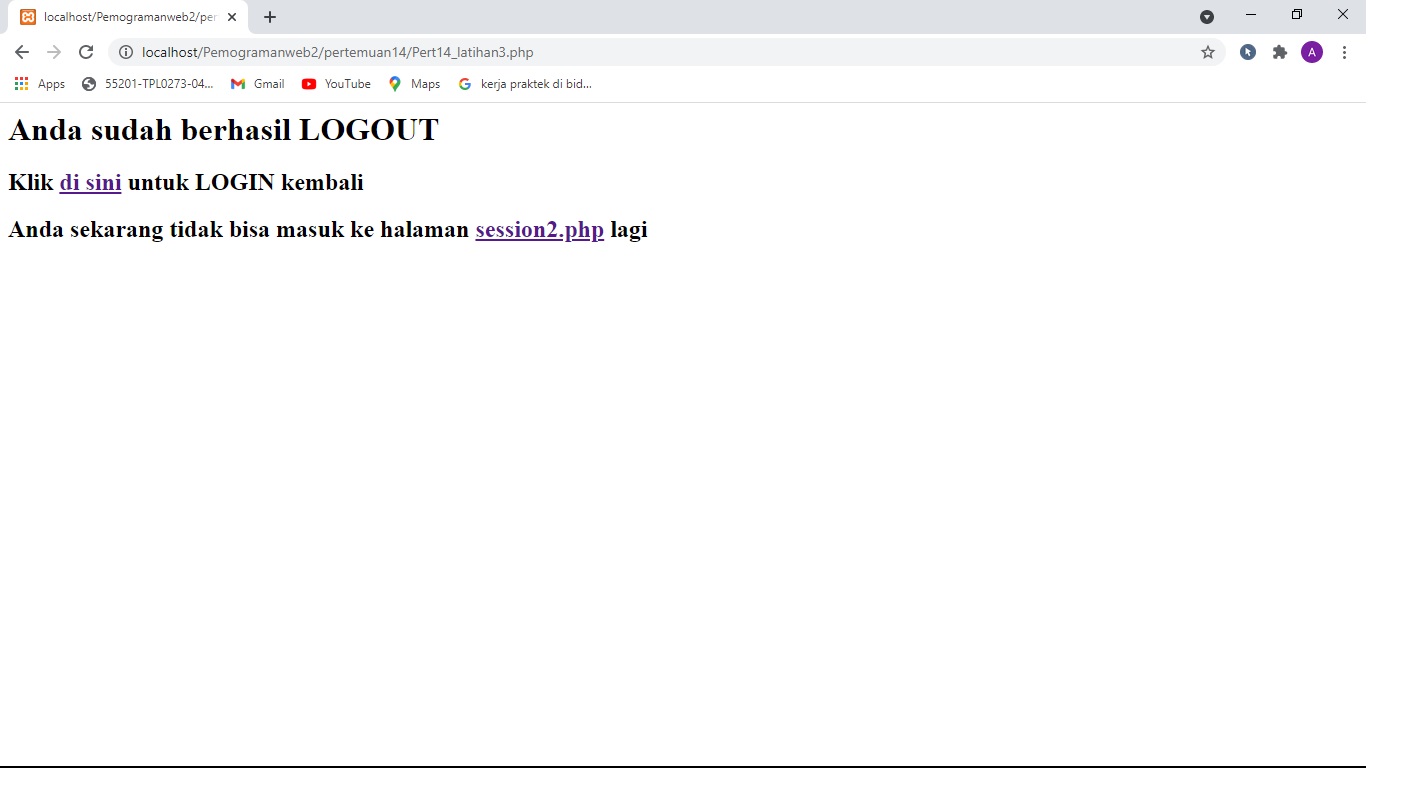 localhost/Pemogramanweb2/per
localhost/Pemogramanweb2/pertemuan14/Pert14_latihan3.php
A
Apps 55201-TPL0273-04... Gmail YouTube Maps kerja praktek di bid...
Anda sudah berhasil LOGOUT
Klik di sini untuk LOGIN kembali
Anda sekarang tidak bisa masuk ke halaman session2.php lagi